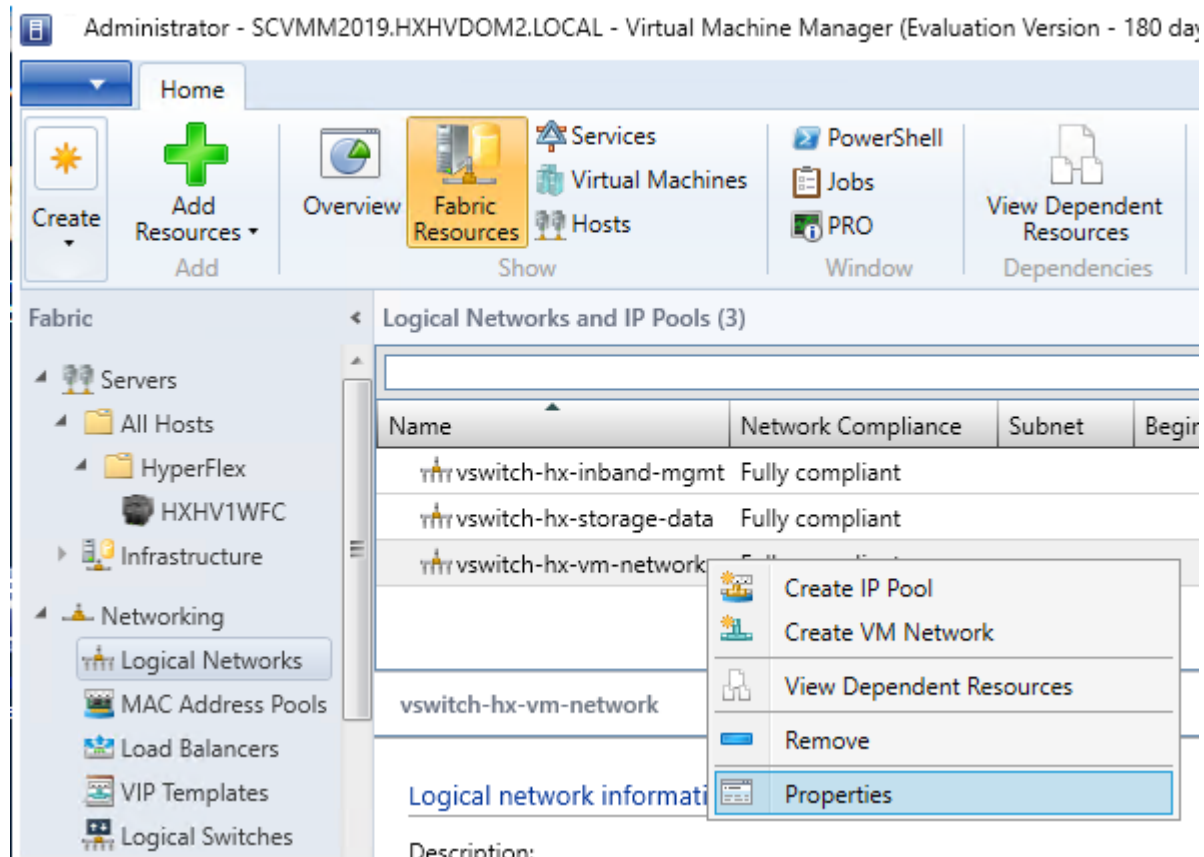 Administrator - SCVMM2019.HXHVDOM2.LOCAL - Virtual Machine Manager (Evaluation Version - 180 day
Home
Create
Add Resources
Add
Overview
Fabric Resources
Services
Virtual Machines
Hosts
Show
PowerShell
Jobs
PRO
Window
View Dependent Resources
Dependencies
Fabric
Servers
All Hosts
HyperFlex
HXHV1WFC
Infrastructure
Networking
Logical Networks
MAC Address Pools
Load Balancers
VIP Templates
Logical Switches
Logical Networks and IP Pools (3)
Name Network Compliance Subnet Begin
vswitch-hx-inband-mgmt Fully compliant
vswitch-hx-storage-data Fully compliant
vswitch-hx-vm-network
Create IP Pool
Create VM Network
View Dependent Resources
Remove
Properties
vswitch-hx-vm-network
Logical network informati
Description: